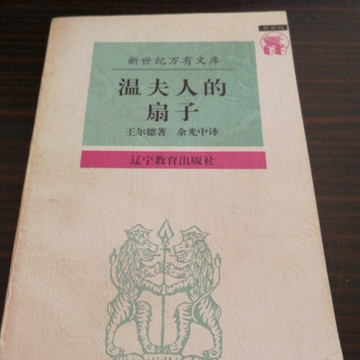 新世纪万有文库
温夫人的
扇子
王尔德著 余光中译
辽宁教育出版社